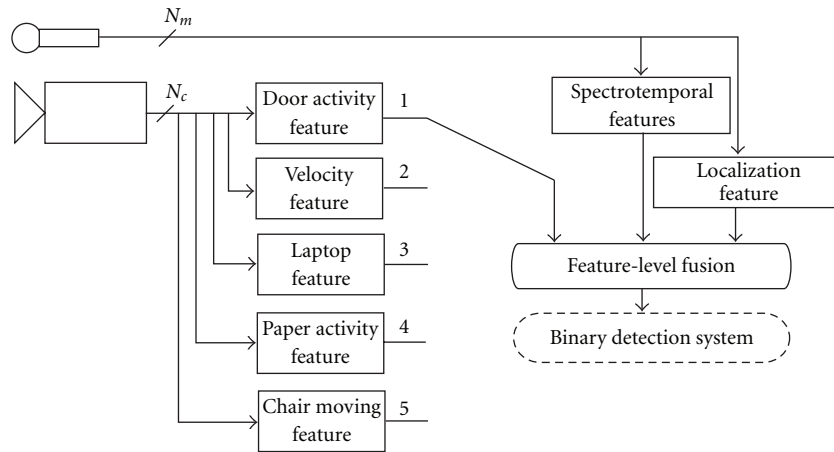 N_m
N_c
Door activity
feature
1
Velocity
feature
2
Laptop
feature
3
Paper activity
feature
4
Chair moving
feature
5
Spectrotemporal
features
Localization
feature
Feature-level fusion
Binary detection system